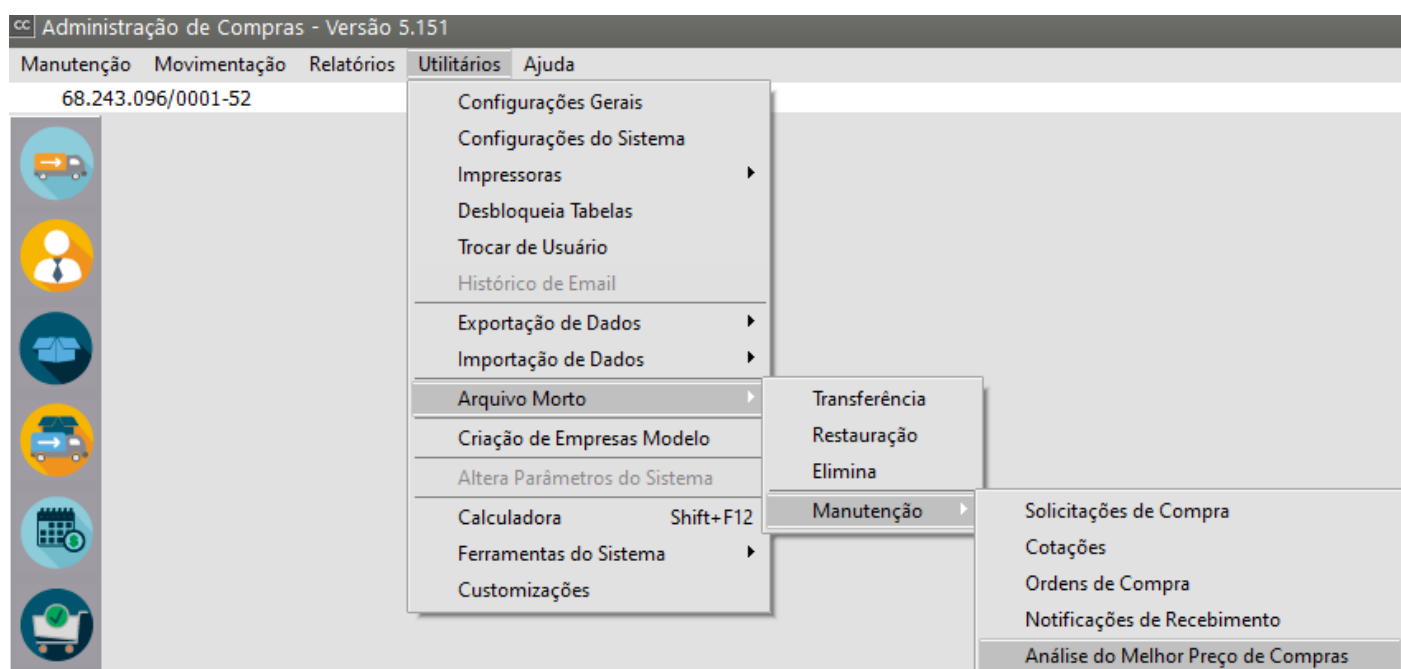 cc Administração de Compras - Versão 5.151
Manutenção Movimentação Relatórios Utilitários Ajuda
68.243.096/0001-52
Configurações Gerais
Configurações do Sistema
Impressoras
Desbloqueia Tabelas
Trocar de Usuário
Histórico de Email
Exportação de Dados
Importação de Dados
Arquivo Morto
Criação de Empresas Modelo
Altera Parâmetros do Sistema
Calculadora Shift+F12
Ferramentas do Sistema
Customizações
Transferência
Restauração
Elimina
Manutenção
Solicitações de Compra
Cotações
Ordens de Compra
Notificações de Recebimento
Análise do Melhor Preço de Compras